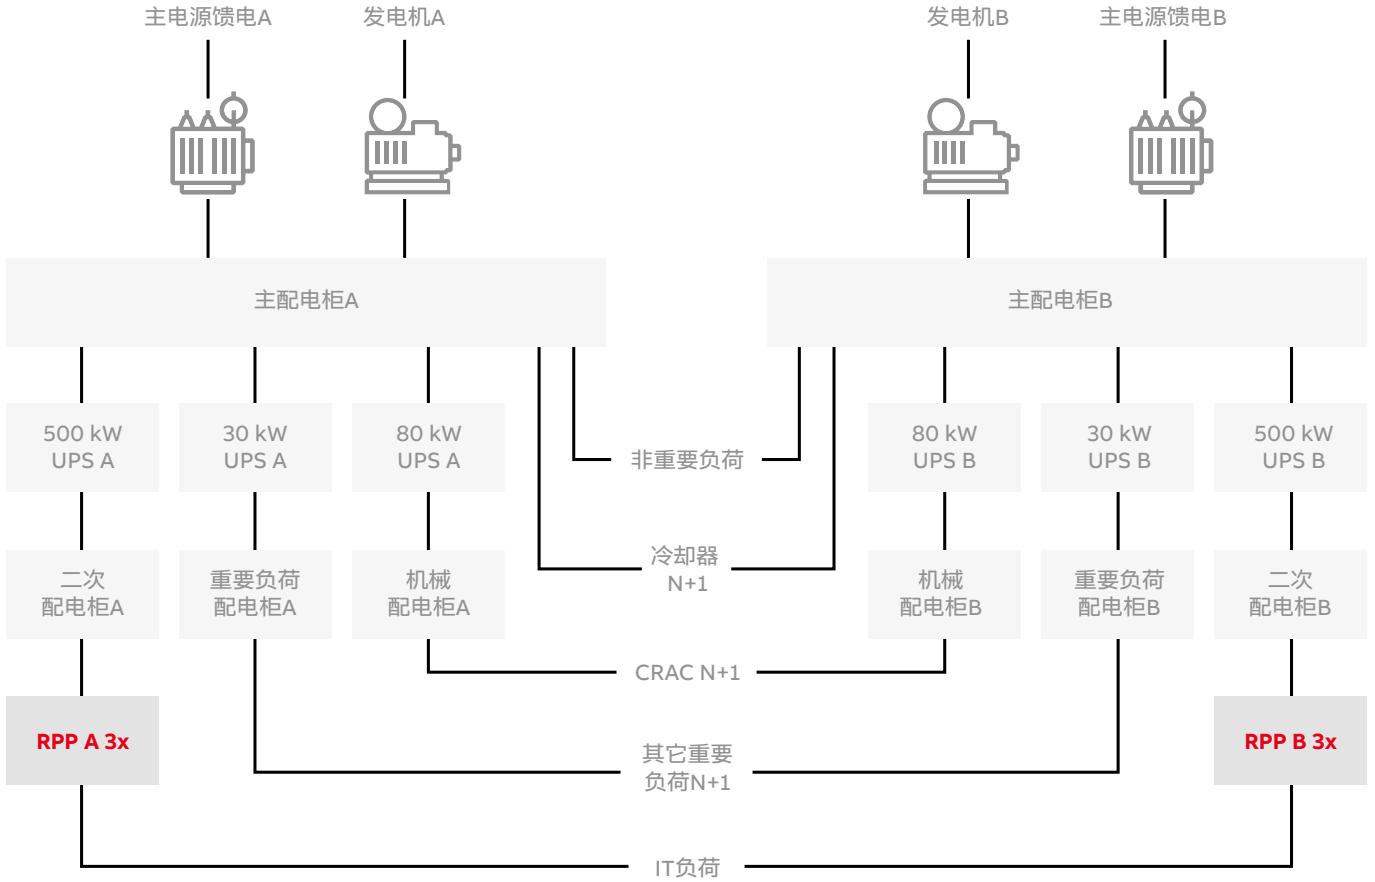 主电源馈电A
发电机A
发电机B
主电源馈电B
主配电柜A
主配电柜B
500 kW
UPS A
30 kW
UPS A
80 kW
UPS A
非重要负荷
80 kW
UPS B
30 kW
UPS B
500 kW
UPS B
二次
配电柜A
重要负荷
配电柜A
机械
配电柜A
冷却器
N+1
机械
配电柜B
重要负荷
配电柜B
二次
配电柜B
CRAC N+1
RPP A 3x
其它重要
负荷N+1
RPP B 3x
IT负荷